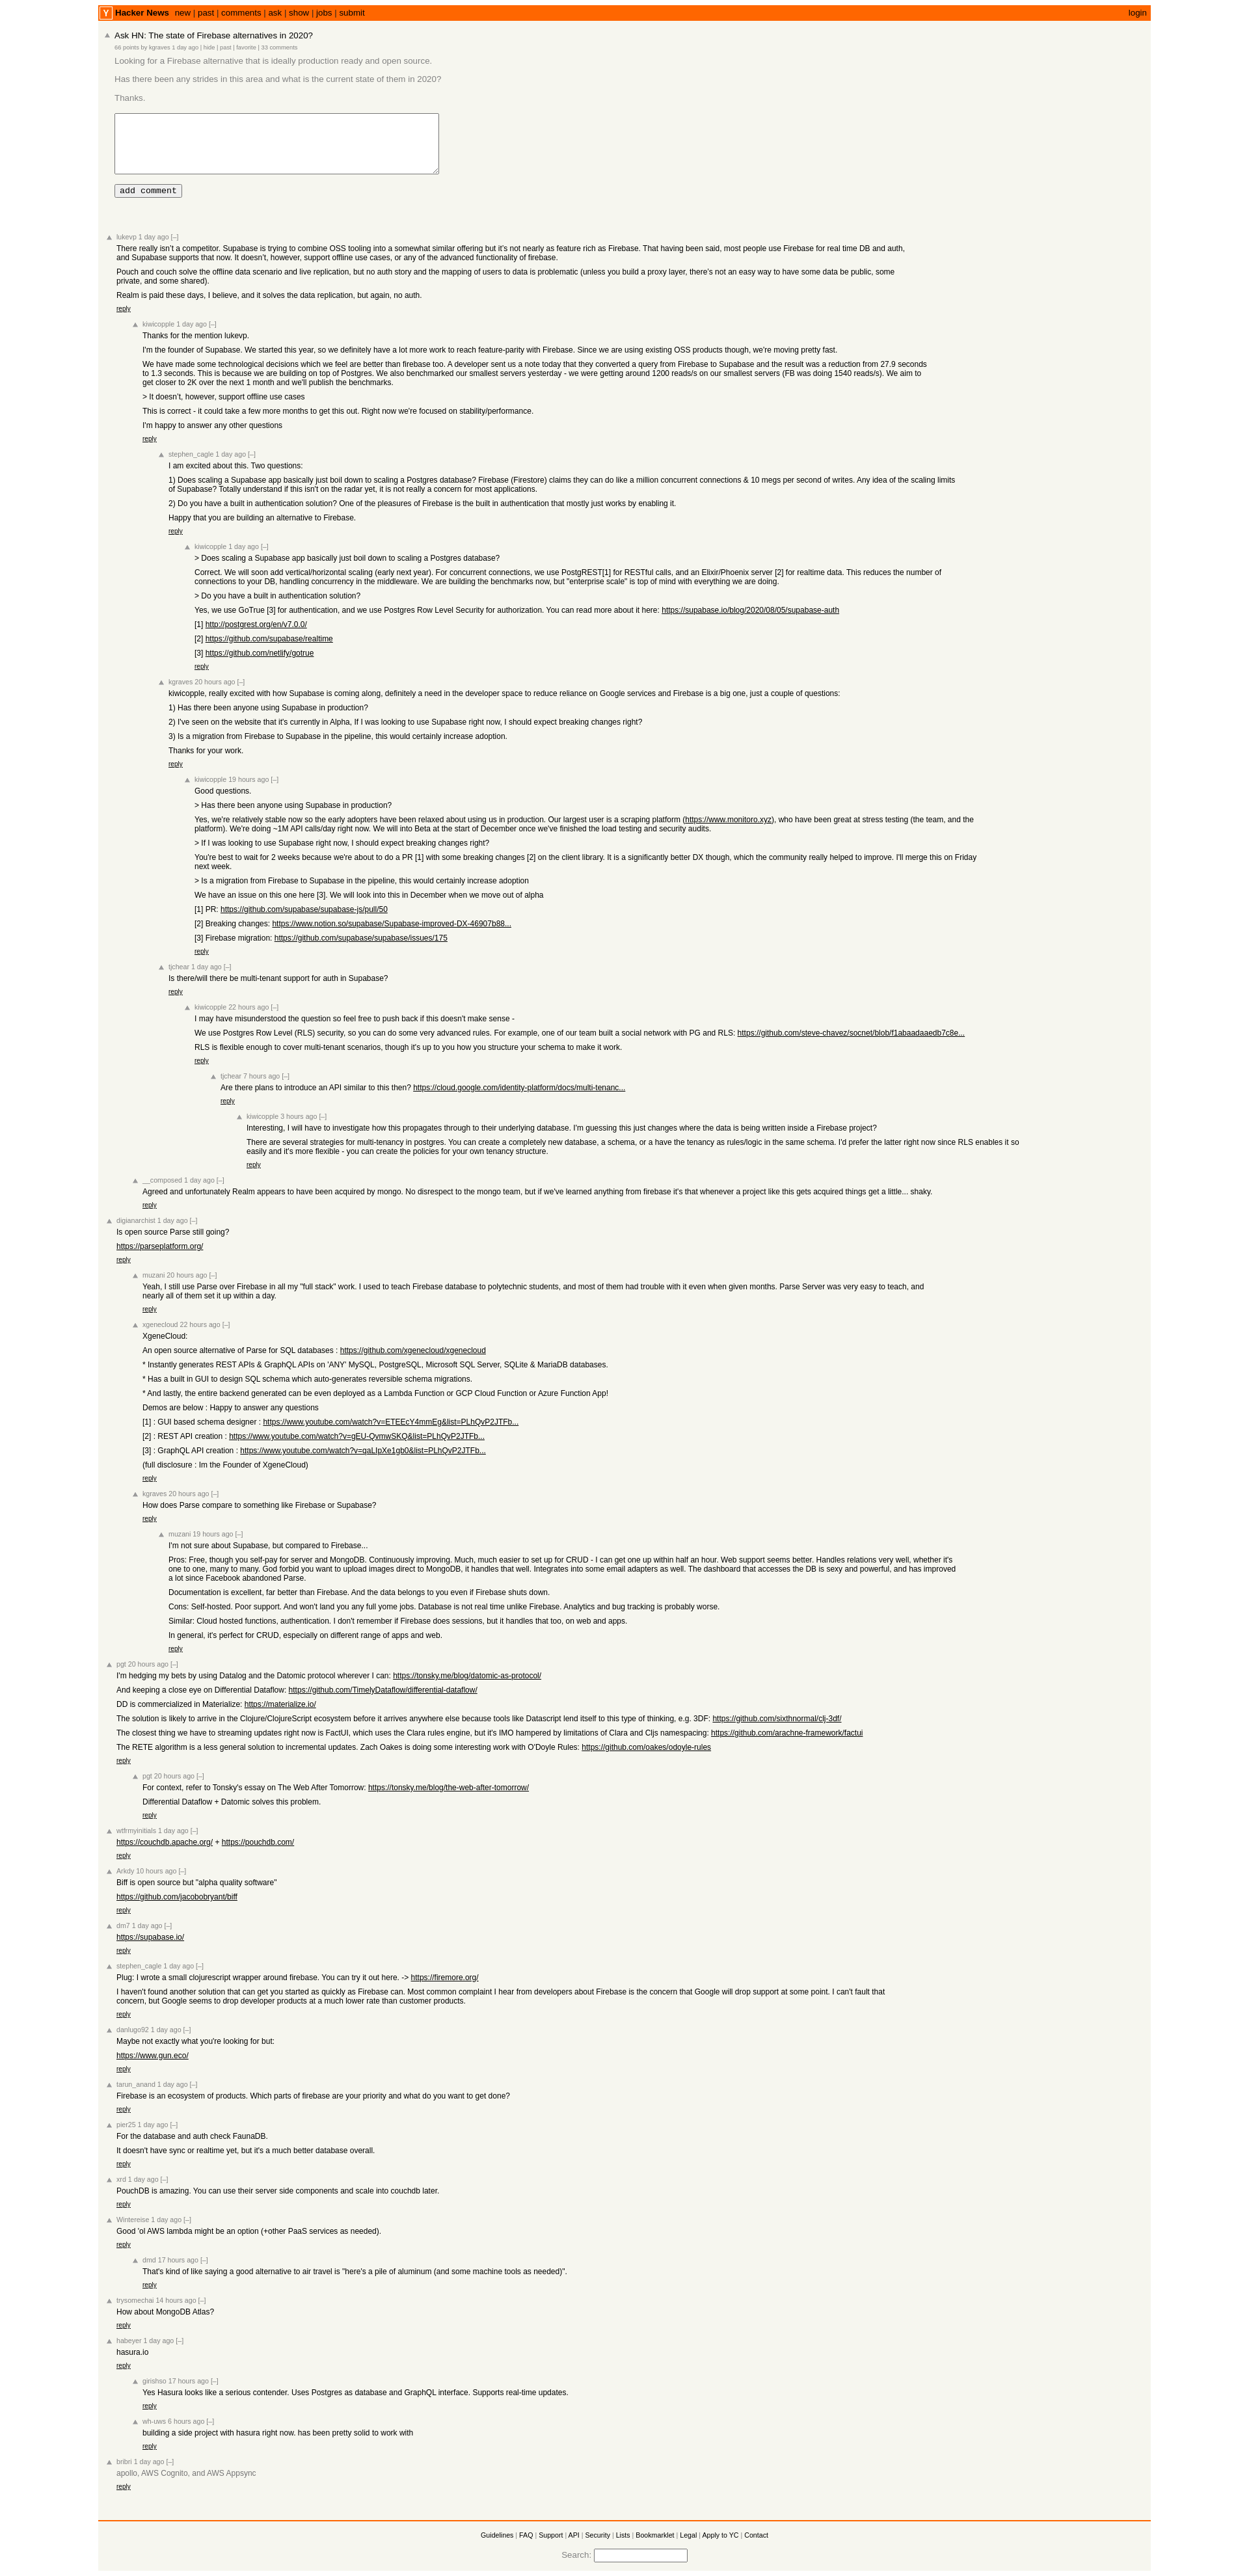 Y Hacker News new | past | comments | ask | show | jobs | submit login
Ask HN: The state of Firebase alternatives in 2020?
66 points by kgraves 1 day ago | hide | past | favorite | 33 comments
Looking for a Firebase alternative that is ideally production ready and open source.
Has there been any strides in this area and what is the current state of them in 2020?
Thanks.
add comment
lukevp 1 day ago [–]
There really isn't a competitor. Supabase is trying to combine OSS tooling into a somewhat similar offering but it's not nearly as feature rich as Firebase. That having been said, most people use Firebase for real time DB and auth,
and Supabase supports that now. It doesn't, however, support offline use cases, or any of the advanced functionality of firebase.
Pouch and couch solve the offline data scenario and live replication, but no auth story and the mapping of users to data is problematic (unless you build a proxy layer, there's not an easy way to have some data be public, some
private, and some shared).
Realm is paid these days, I believe, and it solves the data replication, but again, no auth.
reply
kiwicopple 1 day ago [–]
Thanks for the mention lukevp.
I'm the founder of Supabase. We started this year, so we definitely have a lot more work to reach feature-parity with Firebase. Since we are using existing OSS products though, we're moving pretty fast.
We have made some technological decisions which we feel are better than firebase too. A developer sent us a note today that they converted a query from Firebase to Supabase and the result was a reduction from 27.9 seconds
to 1.3 seconds. This is because we are building on top of Postgres. We also benchmarked our smallest servers yesterday - we were getting around 1200 reads/s on our smallest servers (FB was doing 1540 reads/s). We aim to
get closer to 2K over the next 1 month and we'll publish the benchmarks.
> It doesn't, however, support offline use cases
This is correct - it could take a few more months to get this out. Right now we're focused on stability/performance.
I'm happy to answer any other questions
reply
stephen_cagle 1 day ago [–]
I am excited about this. Two questions:
1) Does scaling a Supabase app basically just boil down to scaling a Postgres database? Firebase (Firestore) claims they can do like a million concurrent connections & 10 megs per second of writes. Any idea of the scaling limits
of Supabase? Totally understand if this isn't on the radar yet, it is not really a concern for most applications.
2) Do you have a built in authentication solution? One of the pleasures of Firebase is the built in authentication that mostly just works by enabling it.
Happy that you are building an alternative to Firebase.
reply
kiwicopple 1 day ago [–]
> Does scaling a Supabase app basically just boil down to scaling a Postgres database?
Correct. We will soon add vertical/horizontal scaling (early next year). For concurrent connections, we use PostgREST[1] for RESTful calls, and an Elixir/Phoenix server [2] for realtime data. This reduces the number of
connections to your DB, handling concurrency in the middleware. We are building the benchmarks now, but "enterprise scale" is top of mind with everything we are doing.
> Do you have a built in authentication solution?
Yes, we use GoTrue [3] for authentication, and we use Postgres Row Level Security for authorization. You can read more about it here: https://supabase.io/blog/2020/08/05/supabase-auth
[1] http://postgrest.org/en/v7.0.0/
[2] https://github.com/supabase/realtime
[3] https://github.com/netlify/gotrue
reply
kgraves 20 hours ago [–]
kiwicopple, really excited with how Supabase is coming along, definitely a need in the developer space to reduce reliance on Google services and Firebase is a big one, just a couple of questions:
1) Has there been anyone using Supabase in production?
2) I've seen on the website that it's currently in Alpha, If I was looking to use Supabase right now, I should expect breaking changes right?
3) Is a migration from Firebase to Supabase in the pipeline, this would certainly increase adoption.
Thanks for your work.
reply
kiwicopple 19 hours ago [–]
Good questions.
> Has there been anyone using Supabase in production?
Yes, we're relatively stable now so the early adopters have been relaxed about using us in production. Our largest user is a scraping platform (https://www.monitoro.xyz), who have been great at stress testing (the team, and the
platform). We're doing ~1M API calls/day right now. We will into Beta at the start of December once we've finished the load testing and security audits.
> If I was looking to use Supabase right now, I should expect breaking changes right?
You're best to wait for 2 weeks because we're about to do a PR [1] with some breaking changes [2] on the client library. It is a significantly better DX though, which the community really helped to improve. I'll merge this on Friday
next week.
> Is a migration from Firebase to Supabase in the pipeline, this would certainly increase adoption
We have an issue on this one here [3]. We will look into this in December when we move out of alpha
[1] PR: https://github.com/supabase/supabase-js/pull/50
[2] Breaking changes: https://www.notion.so/supabase/Supabase-improved-DX-46907b88...
[3] Firebase migration: https://github.com/supabase/supabase/issues/175
reply
tjchear 1 day ago [–]
Is there/will there be multi-tenant support for auth in Supabase?
reply
kiwicopple 22 hours ago [–]
I may have misunderstood the question so feel free to push back if this doesn't make sense -
We use Postgres Row Level (RLS) security, so you can do some very advanced rules. For example, one of our team built a social network with PG and RLS: https://github.com/steve-chavez/socnet/blob/f1abaadaaedb7c8e...
RLS is flexible enough to cover multi-tenant scenarios, though it's up to you how you structure your schema to make it work.
reply
tjchear 7 hours ago [–]
Are there plans to introduce an API similar to this then? https://cloud.google.com/identity-platform/docs/multi-tenanc...
reply
kiwicopple 3 hours ago [–]
Interesting, I will have to investigate how this propagates through to their underlying database. I'm guessing this just changes where the data is being written inside a Firebase project?
There are several strategies for multi-tenancy in postgres. You can create a completely new database, a schema, or a have the tenancy as rules/logic in the same schema. I'd prefer the latter right now since RLS enables it so
easily and it's more flexible - you can create the policies for your own tenancy structure.
reply
__composed 1 day ago [–]
Agreed and unfortunately Realm appears to have been acquired by mongo. No disrespect to the mongo team, but if we've learned anything from firebase it's that whenever a project like this gets acquired things get a little... shaky.
reply
digianarchist 1 day ago [–]
Is open source Parse still going?
https://parseplatform.org/
reply
muzani 20 hours ago [–]
Yeah, I still use Parse over Firebase in all my "full stack" work. I used to teach Firebase database to polytechnic students, and most of them had trouble with it even when given months. Parse Server was very easy to teach, and
nearly all of them set it up within a day.
reply
xgenecloud 22 hours ago [–]
XgeneCloud:
An open source alternative of Parse for SQL databases : https://github.com/xgenecloud/xgenecloud
* Instantly generates REST APIs & GraphQL APIs on 'ANY' MySQL, PostgreSQL, Microsoft SQL Server, SQLite & MariaDB databases.
* Has a built in GUI to design SQL schema which auto-generates reversible schema migrations.
* And lastly, the entire backend generated can be even deployed as a Lambda Function or GCP Cloud Function or Azure Function App!
Demos are below : Happy to answer any questions
[1] : GUI based schema designer : https://www.youtube.com/watch?v=ETEEcY4mmEg&list=PLhQvP2JTFb...
[2] : REST API creation : https://www.youtube.com/watch?v=gEU-QvmwSKQ&list=PLhQvP2JTFb...
[3] : GraphQL API creation : https://www.youtube.com/watch?v=qaLIpXe1gb0&list=PLhQvP2JTFb...
(full disclosure : Im the Founder of XgeneCloud)
reply
kgraves 20 hours ago [–]
How does Parse compare to something like Firebase or Supabase?
reply
muzani 19 hours ago [–]
I'm not sure about Supabase, but compared to Firebase...
Pros: Free, though you self-pay for server and MongoDB. Continuously improving. Much, much easier to set up for CRUD - I can get one up within half an hour. Web support seems better. Handles relations very well, whether it's
one to one, many to many. God forbid you want to upload images direct to MongoDB, it handles that well. Integrates into some email adapters as well. The dashboard that accesses the DB is sexy and powerful, and has improved
a lot since Facebook abandoned Parse.
Documentation is excellent, far better than Firebase. And the data belongs to you even if Firebase shuts down.
Cons: Self-hosted. Poor support. And won't land you any full yome jobs. Database is not real time unlike Firebase. Analytics and bug tracking is probably worse.
Similar: Cloud hosted functions, authentication. I don't remember if Firebase does sessions, but it handles that too, on web and apps.
In general, it's perfect for CRUD, especially on different range of apps and web.
reply
pgt 20 hours ago [–]
I'm hedging my bets by using Datalog and the Datomic protocol wherever I can: https://tonsky.me/blog/datomic-as-protocol/
And keeping a close eye on Differential Dataflow: https://github.com/TimelyDataflow/differential-dataflow/
DD is commercialized in Materialize: https://materialize.io/
The solution is likely to arrive in the Clojure/ClojureScript ecosystem before it arrives anywhere else because tools like Datascript lend itself to this type of thinking, e.g. 3DF: https://github.com/sixthnormal/clj-3df/
The closest thing we have to streaming updates right now is FactUI, which uses the Clara rules engine, but it's IMO hampered by limitations of Clara and Cljs namespacing: https://github.com/arachne-framework/factui
The RETE algorithm is a less general solution to incremental updates. Zach Oakes is doing some interesting work with O'Doyle Rules: https://github.com/oakes/odoyle-rules
reply
pgt 20 hours ago [–]
For context, refer to Tonsky's essay on The Web After Tomorrow: https://tonsky.me/blog/the-web-after-tomorrow/
Differential Dataflow + Datomic solves this problem.
reply
wtfrmyinitials 1 day ago [–]
https://couchdb.apache.org/ + https://pouchdb.com/
reply
Arkdy 10 hours ago [–]
Biff is open source but "alpha quality software"
https://github.com/jacobobryant/biff
reply
dm7 1 day ago [–]
https://supabase.io/
reply
stephen_cagle 1 day ago [–]
Plug: I wrote a small clojurescript wrapper around firebase. You can try it out here. -> https://firemore.org/
I haven't found another solution that can get you started as quickly as Firebase can. Most common complaint I hear from developers about Firebase is the concern that Google will drop support at some point. I can't fault that
concern, but Google seems to drop developer products at a much lower rate than customer products.
reply
danlugo92 1 day ago [–]
Maybe not exactly what you're looking for but:
https://www.gun.eco/
reply
tarun_anand 1 day ago [–]
Firebase is an ecosystem of products. Which parts of firebase are your priority and what do you want to get done?
reply
pier25 1 day ago [–]
For the database and auth check FaunaDB.
It doesn't have sync or realtime yet, but it's a much better database overall.
reply
xrd 1 day ago [–]
PouchDB is amazing. You can use their server side components and scale into couchdb later.
reply
Wintereise 1 day ago [–]
Good 'ol AWS lambda might be an option (+other PaaS services as needed).
reply
dmd 17 hours ago [–]
That's kind of like saying a good alternative to air travel is "here's a pile of aluminum (and some machine tools as needed)".
reply
trysomechai 14 hours ago [–]
How about MongoDB Atlas?
reply
habeyer 1 day ago [–]
hasura.io
reply
girishso 17 hours ago [–]
Yes Hasura looks like a serious contender. Uses Postgres as database and GraphQL interface. Supports real-time updates.
reply
wh-uws 6 hours ago [–]
building a side project with hasura right now. has been pretty solid to work with
reply
bribri 1 day ago [–]
apollo, AWS Cognito, and AWS Appsync
reply
Guidelines | FAQ | Support | API | Security | Lists | Bookmarklet | Legal | Apply to YC | Contact
Search: